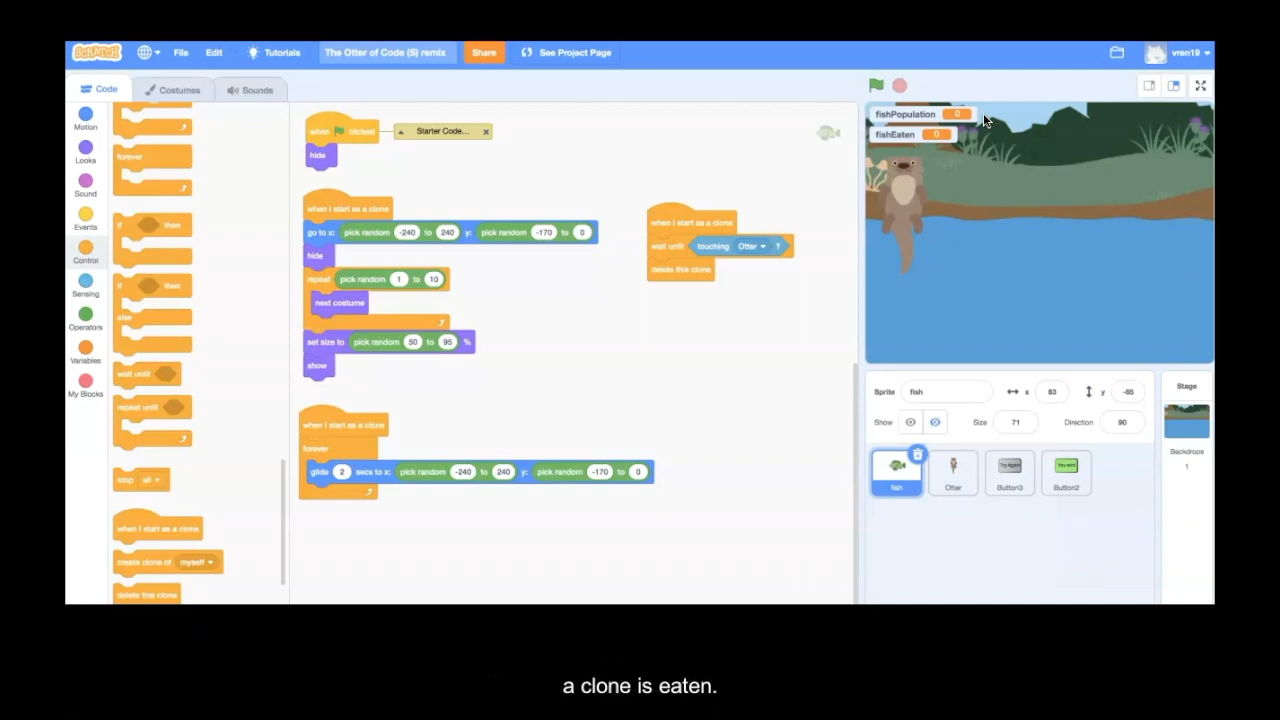 SCRATCH File Edit Tutorials The Otter of Code (S) remix Share See Project Page vren19
Code Costumes Sounds
Motion
Looks
Sound
Events
Control
Sensing
Operators
Variables
My Blocks
forever
if then
if then
else
wait until
repeat until
stop all
when I start as a clone
create clone of myself
delete this clone
when clicked
Starter Code...
hide
when I start as a clone
go to x: pick random -240 to 240 y: pick random -170 to 0
hide
repeat pick random 1 to 10
next costume
set size to pick random 50 to 95 %
show
when I start as a clone
forever
glide 2 secs to x: pick random -240 to 240 y: pick random -170 to 0
when I start as a clone
wait until touching Otter ?
delete this clone
fishPopulation 0
fishEaten 0
Sprite fish x 83 y -85
Show Size 71 Direction 90
fish
Otter
Try Again
Button3
You win!
Button2
Stage
Backdrops
1
a clone is eaten.